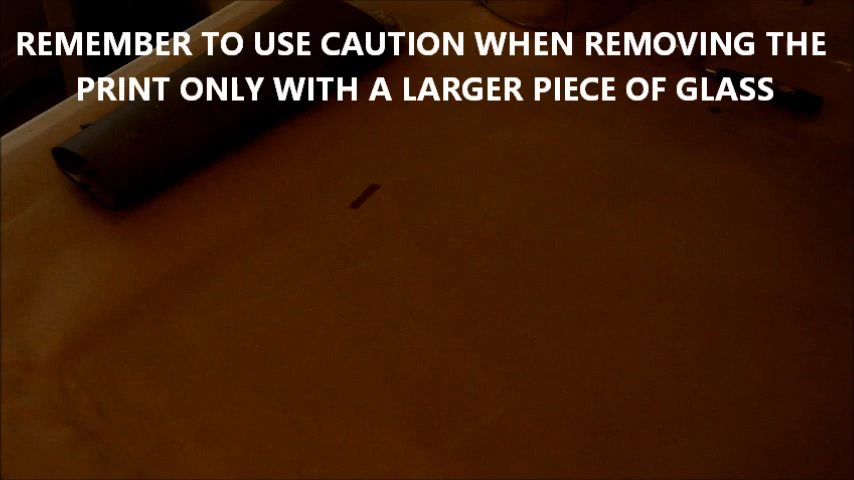 REMEMBER TO USE CAUTION WHEN REMOVING THE
PRINT ONLY WITH A LARGER PIECE OF GLASS